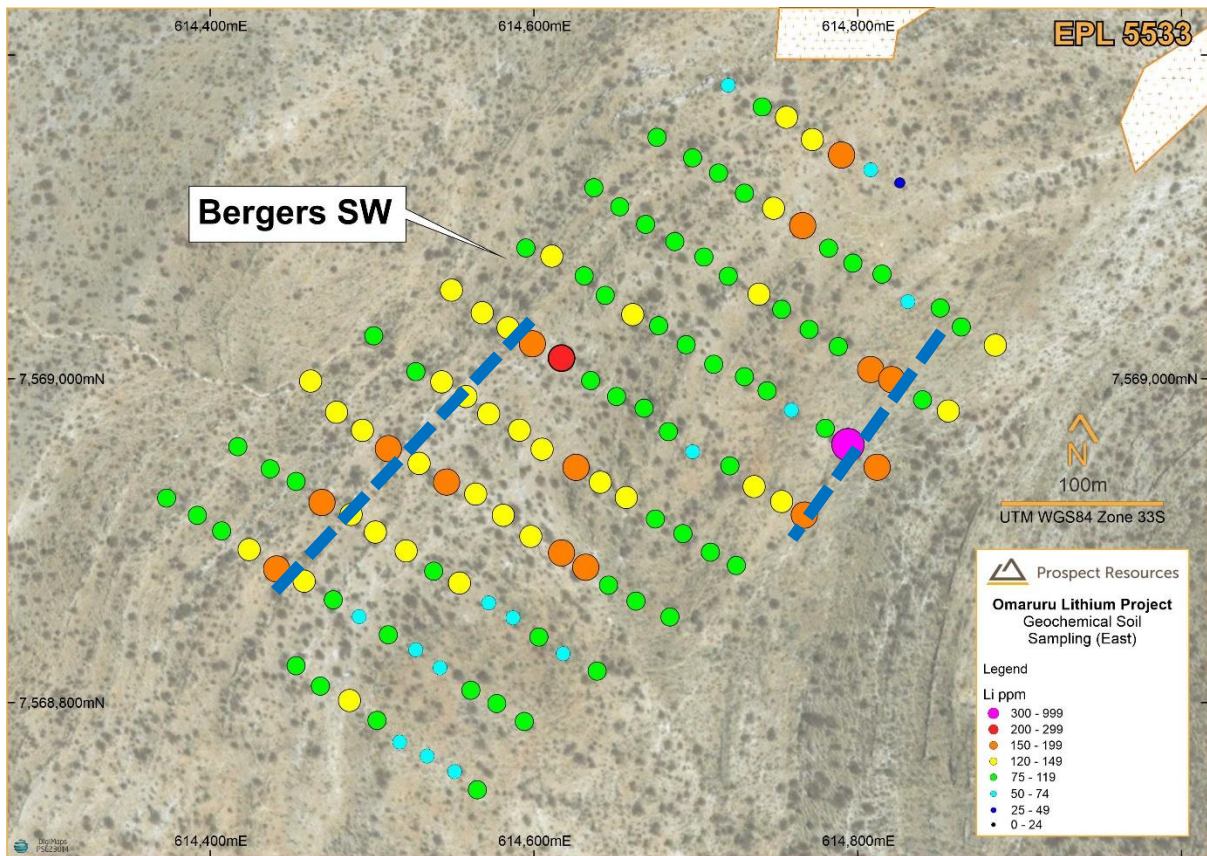 614,400mE
614,600mE
614,800mE
EPL 5533
Bergers SW
7,569,000mN
7,569,000mN
N
100m
UTM WGS84 Zone 33S
Prospect Resources
Omaruru Lithium Project
Geochemical Soil
Sampling (East)
Legend
Li ppm
300 - 999
200 - 299
150 - 199
120 - 149
75 - 119
50 - 74
25 - 49
0 - 24
7,568,800mN
614,400mE
614,600mE
614,800mE
DigiMaps